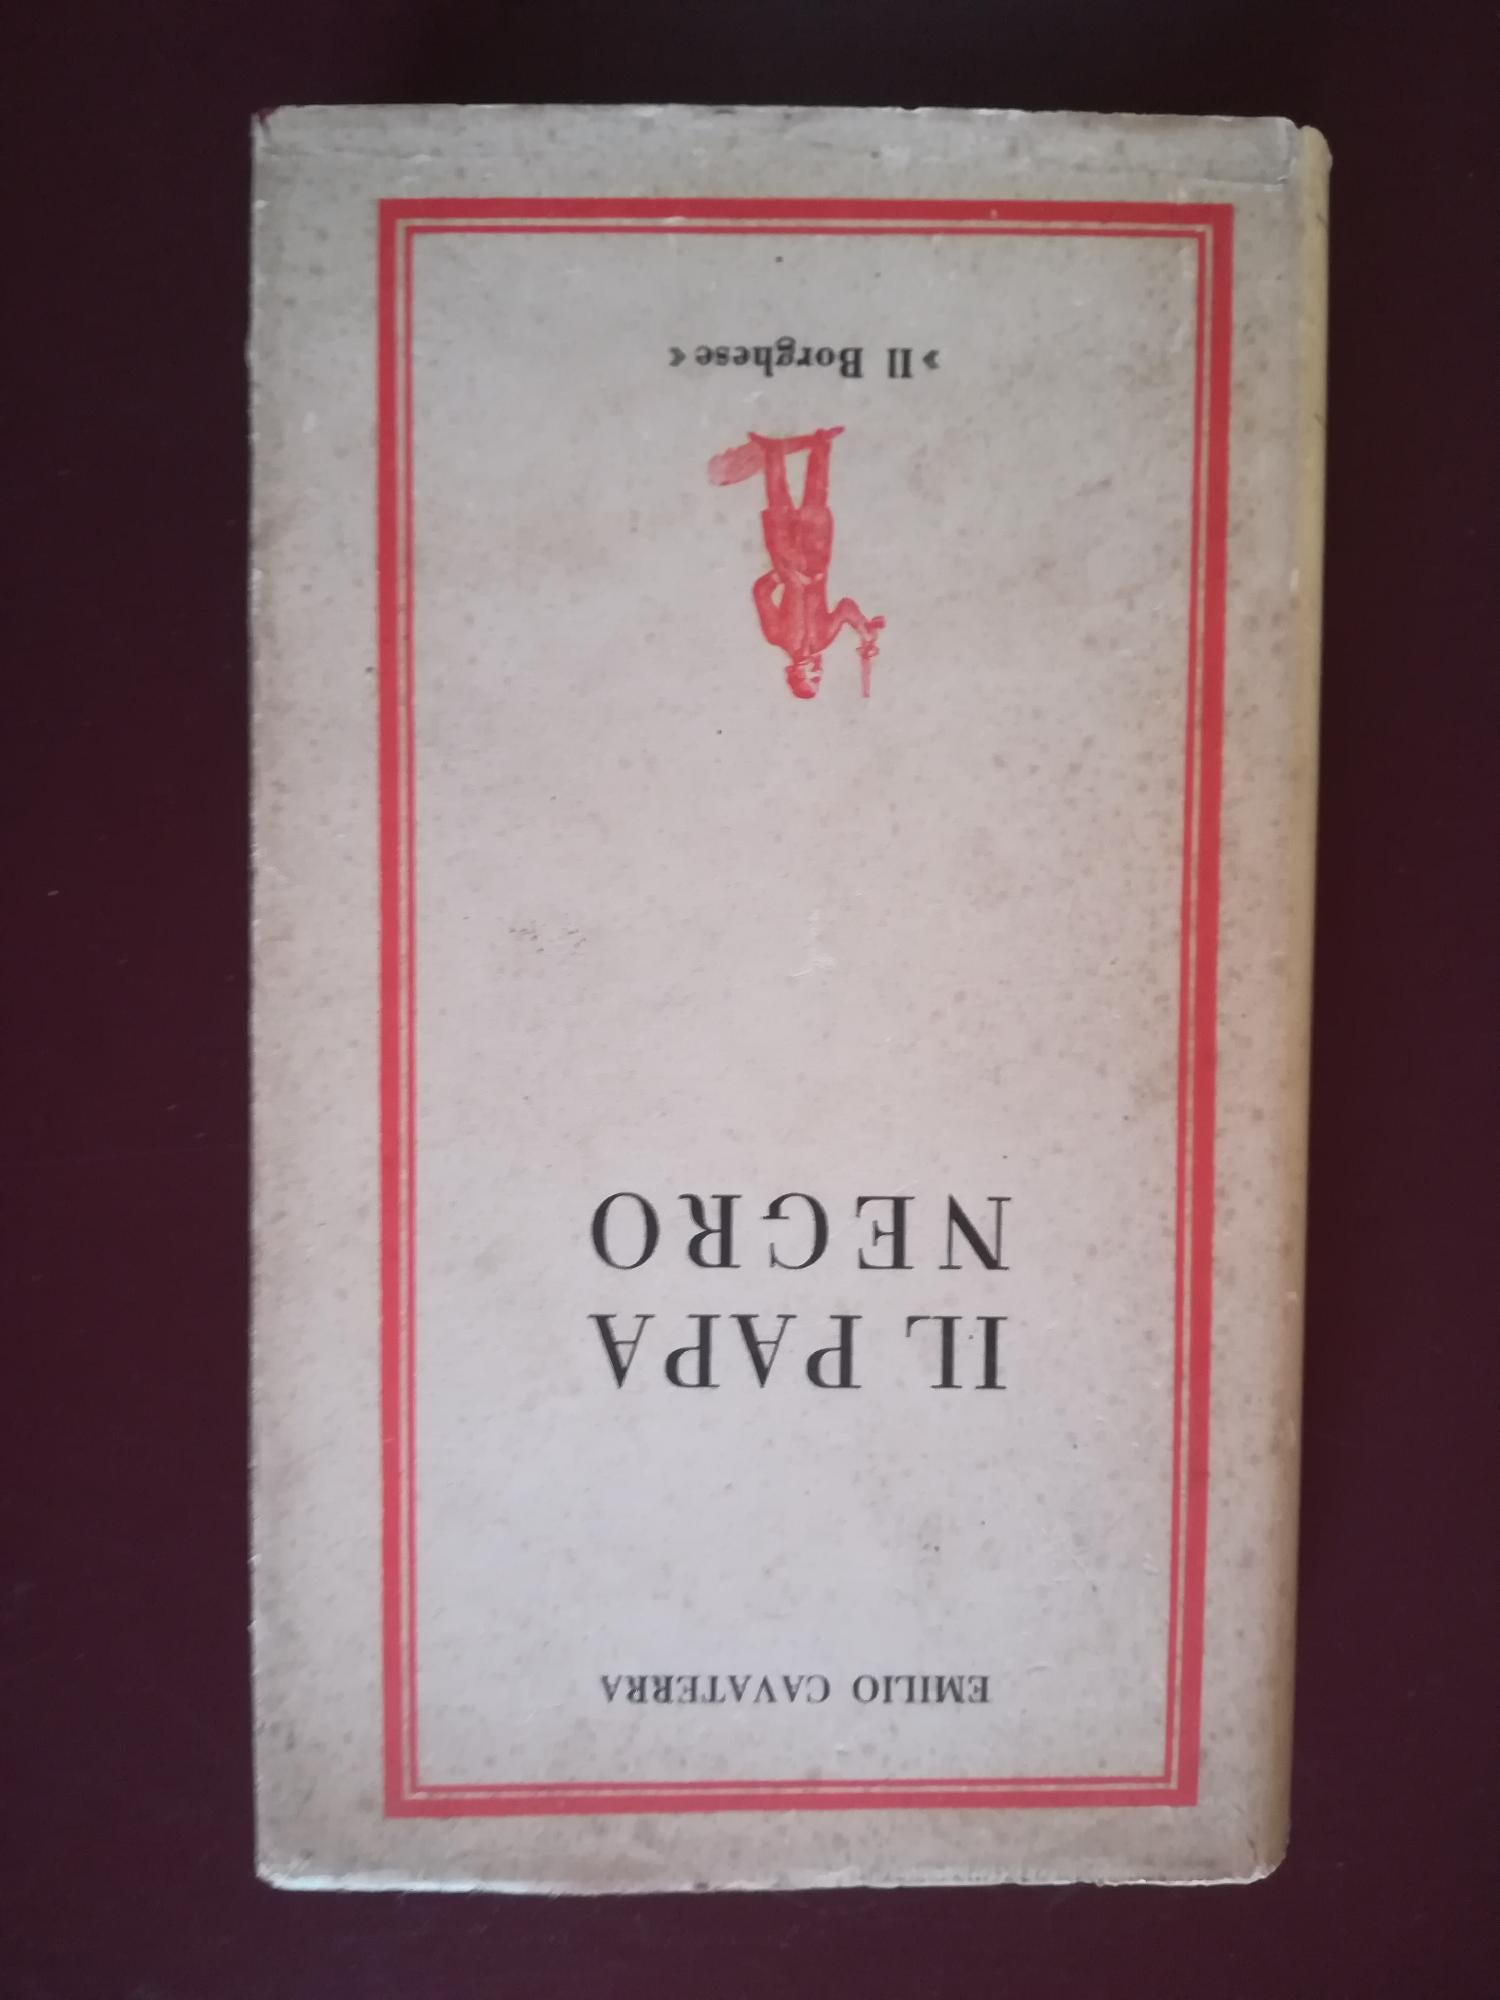 EMILIO CAVATERRA
IL PAPA
NEGRO
« Il Borghese »